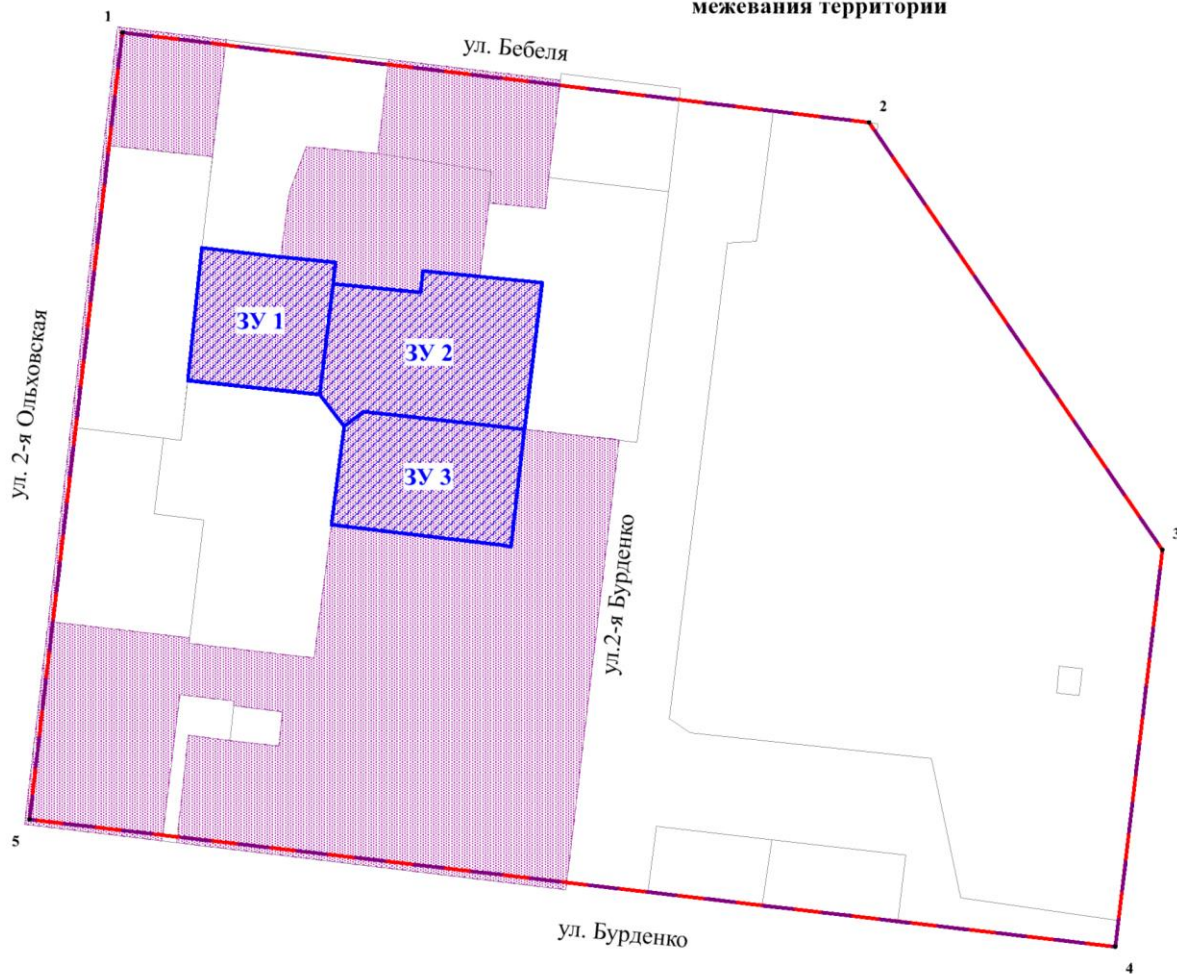 межевания территории
1
ул. Бебеля
2
ЗУ 1
ЗУ 2
ул. 2-я Ольховская
ЗУ 3
3
ул.2-я Бурденко
5
ул. Бурденко
4